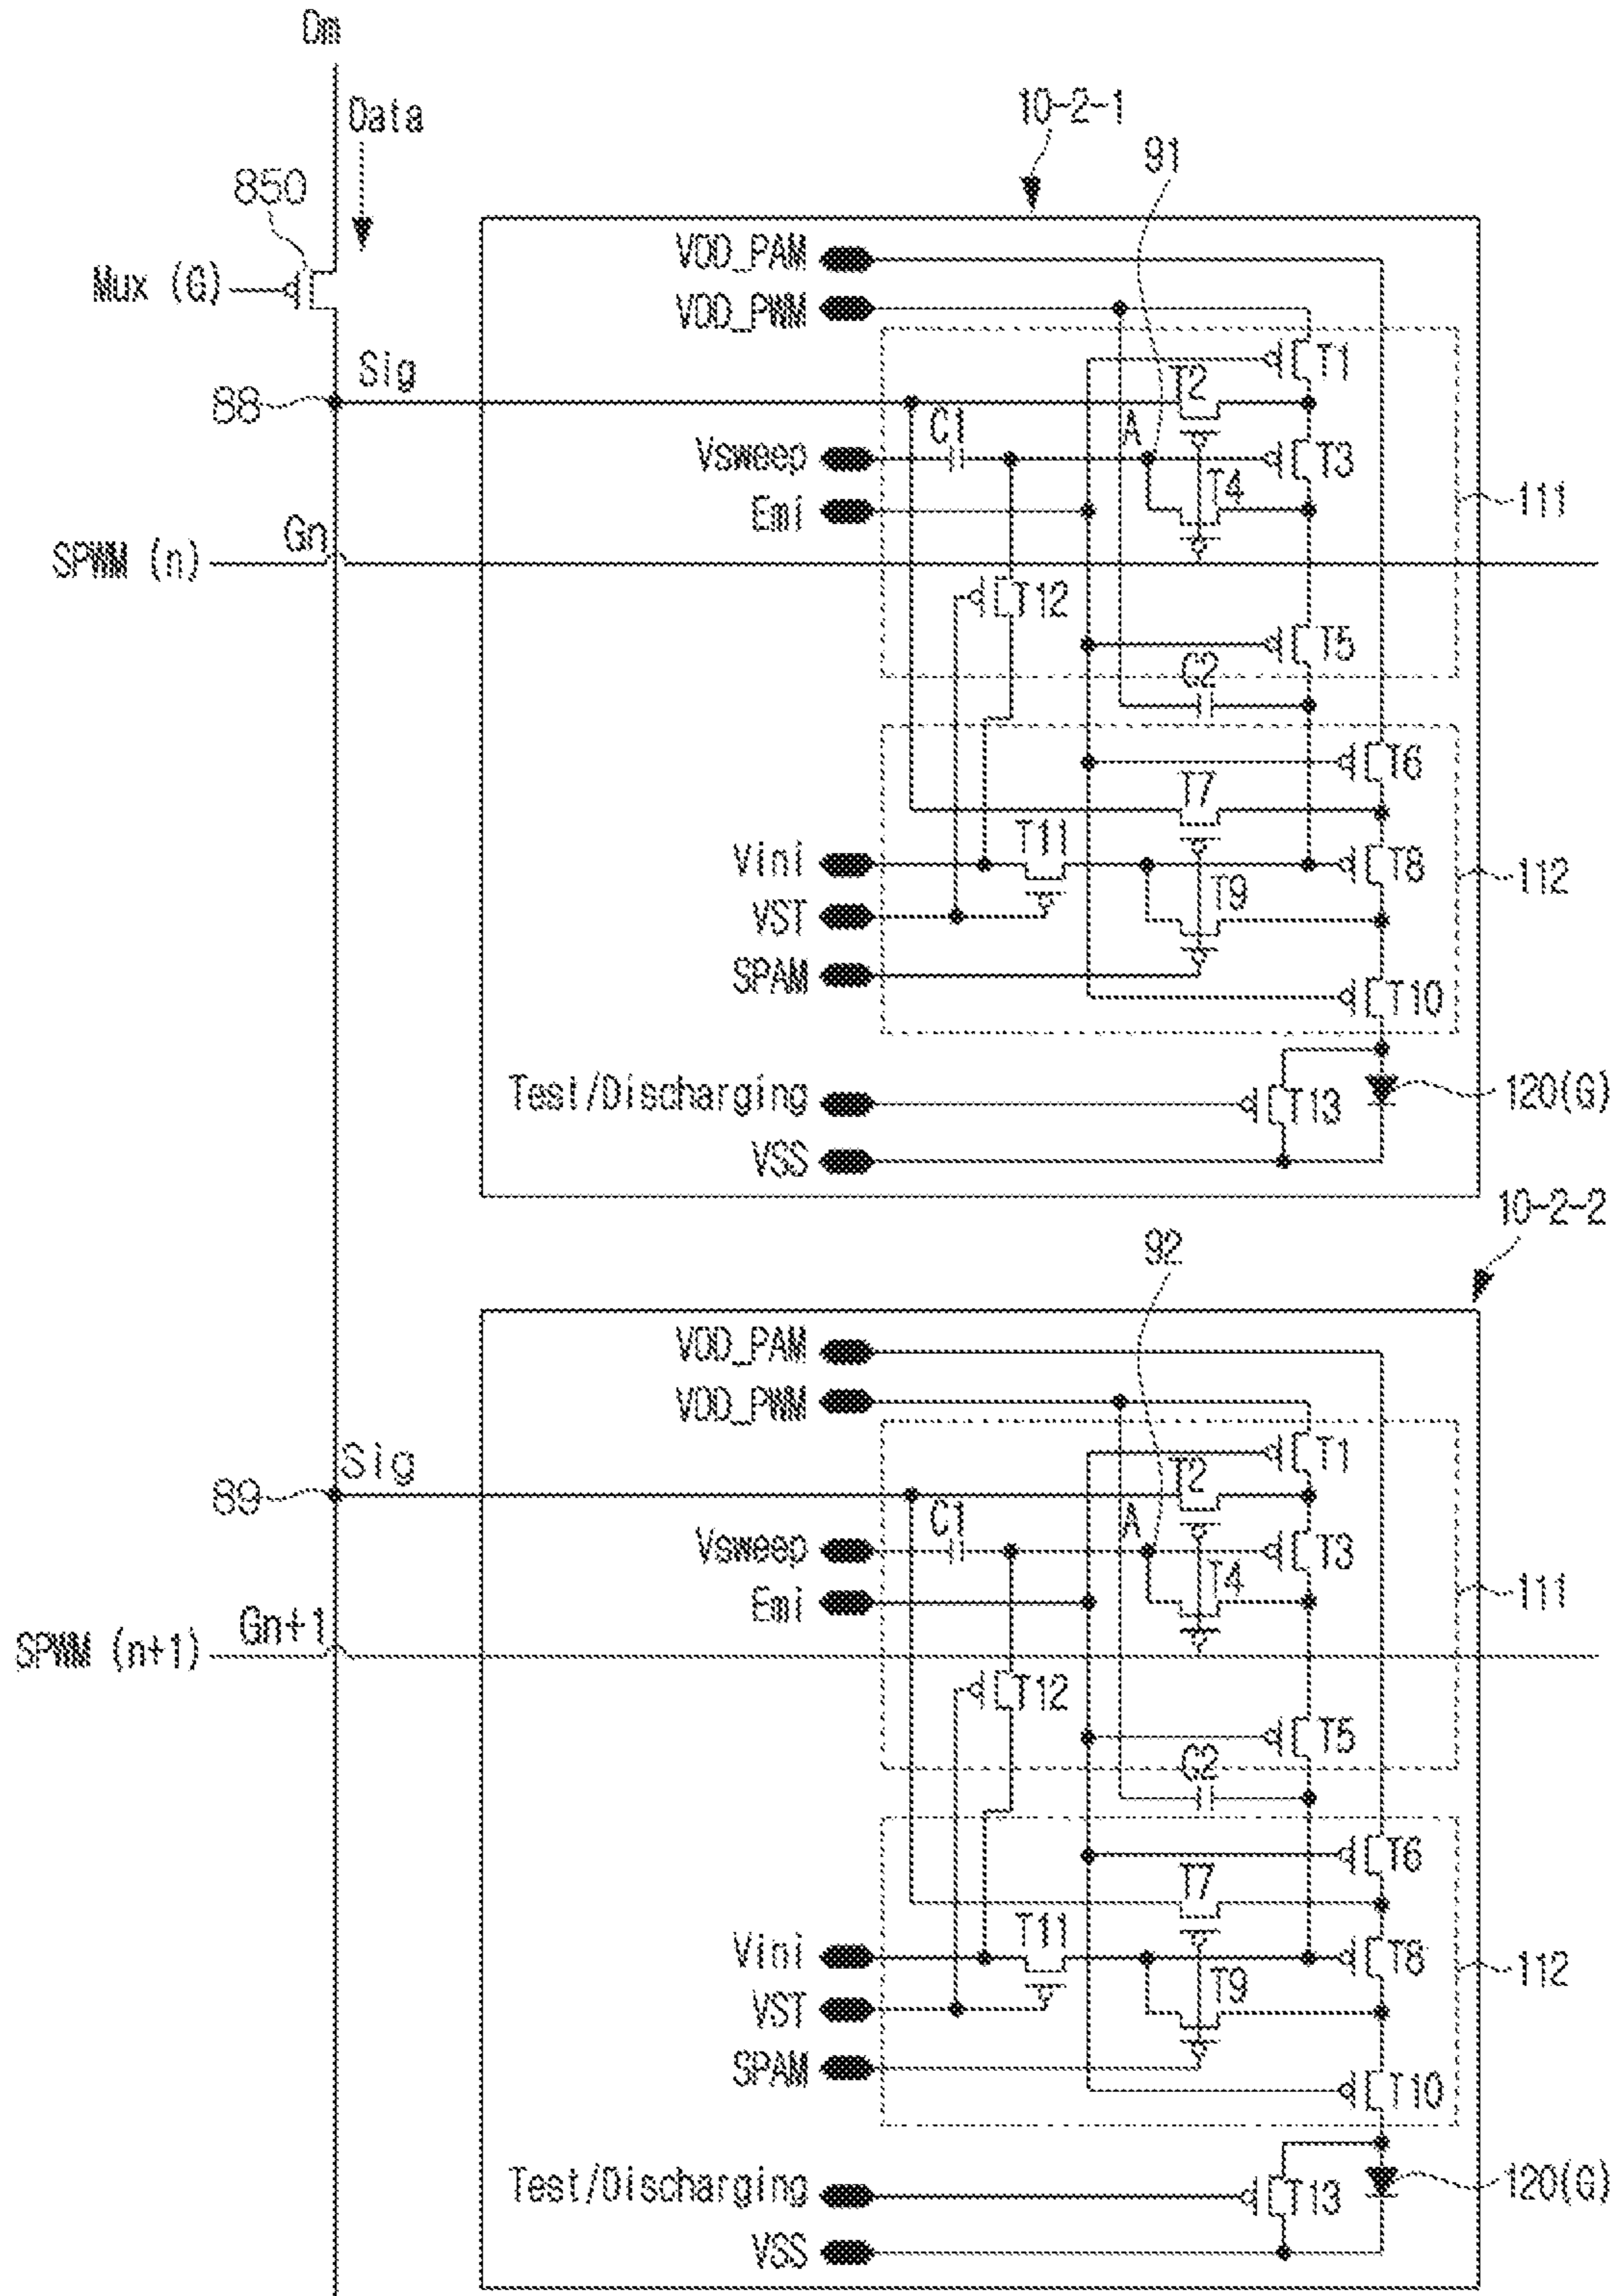 Dm
Data
850
Mux (G)
10-2-1
91
VDD_PAM
VDD_PWM
T1
Sig
88
T2
C1
A
Vsweep
T3
T4
Emi
111
Gn
SPWM (n)
T12
T5
C2
T6
T7
T11
Vini
T8
112
T9
VST
SPAM
T10
Test/Discharging
T13
120(G)
VSS
10-2-2
92
VDD_PAM
VDD_PWM
T1
Sig
89
T2
C1
A
Vsweep
T3
T4
Emi
111
Gn+1
SPWM (n+1)
T12
T5
C2
T6
T7
T11
Vini
T8
112
T9
VST
SPAM
T10
Test/Discharging
T13
120(G)
VSS